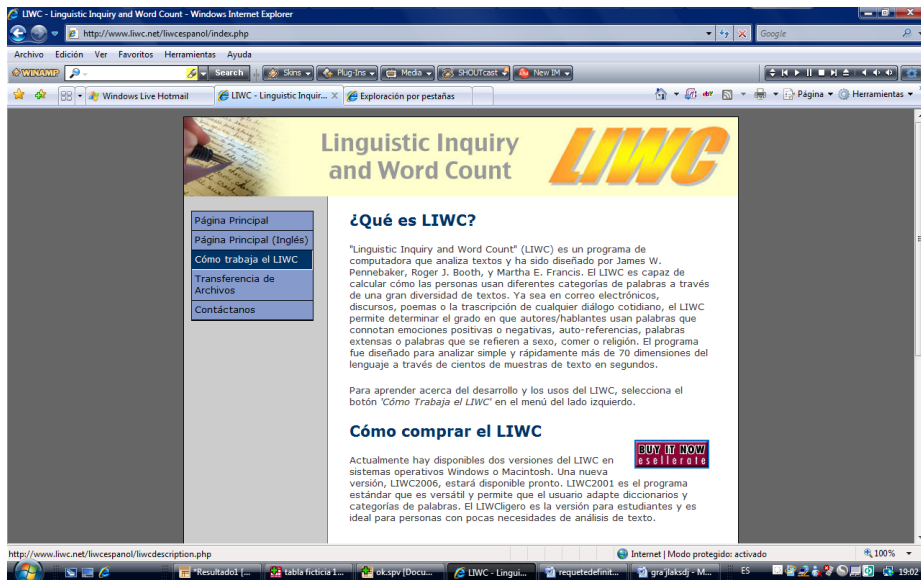 LIWC - Linguistic Inquiry and Word Count - Windows Internet Explorer
http://www.liwc.net/liwcespanol/index.php
Google
Archivo Edición Ver Favoritos Herramientas Ayuda
WINAMP Search Skins Plug-Ins Media SHOUTcast New IM
Windows Live Hotmail
LIWC - Linguistic Inquir...
Exploración por pestañas
Página Herramientas
Linguistic Inquiry
and Word Count
LIWC
Página Principal
Página Principal (Inglés)
Cómo trabaja el LIWC
Transferencia de
Archivos
Contáctanos
¿Qué es LIWC?
"Linguistic Inquiry and Word Count" (LIWC) es un programa de
computadora que analiza textos y ha sido diseñado por James W.
Pennebaker, Roger J. Booth, y Martha E. Francis. El LIWC es capaz de
calcular cómo las personas usan diferentes categorías de palabras a través
de una gran diversidad de textos. Ya sea en correo electrónicos,
discursos, poemas o la trascripción de cualquier diálogo cotidiano, el LIWC
permite determinar el grado en que autores/hablantes usan palabras que
connotan emociones positivas o negativas, auto-referencias, palabras
extensas o palabras que se refieren a sexo, comer o religión. El programa
fue diseñado para analizar simple y rápidamente más de 70 dimensiones del
lenguaje a través de cientos de muestras de texto en segundos.
Para aprender acerca del desarrollo y los usos del LIWC, selecciona el
botón 'Cómo Trabaja el LIWC' en el menú del lado izquierdo.
Cómo comprar el LIWC
BUY IT NOW
esellerate
Actualmente hay disponibles dos versiones del LIWC en
sistemas operativos Windows o Macintosh. Una nueva
versión, LIWC2006, estará disponible pronto. LIWC2001 es el programa
estándar que es versátil y permite que el usuario adapte diccionarios y
categorías de palabras. El LIWCligero es la versión para estudiantes y es
ideal para personas con pocas necesidades de análisis de texto.
http://www.liwc.net/liwcespanol/liwcdescription.php
Internet | Modo protegido: activado
100%
*Resultado1 [...
tabla ficticia 1...
ok.spv [Docu...
LIWC - Lingui...
requetedefinit...
gra jlaksdj - M...
ES
19:02